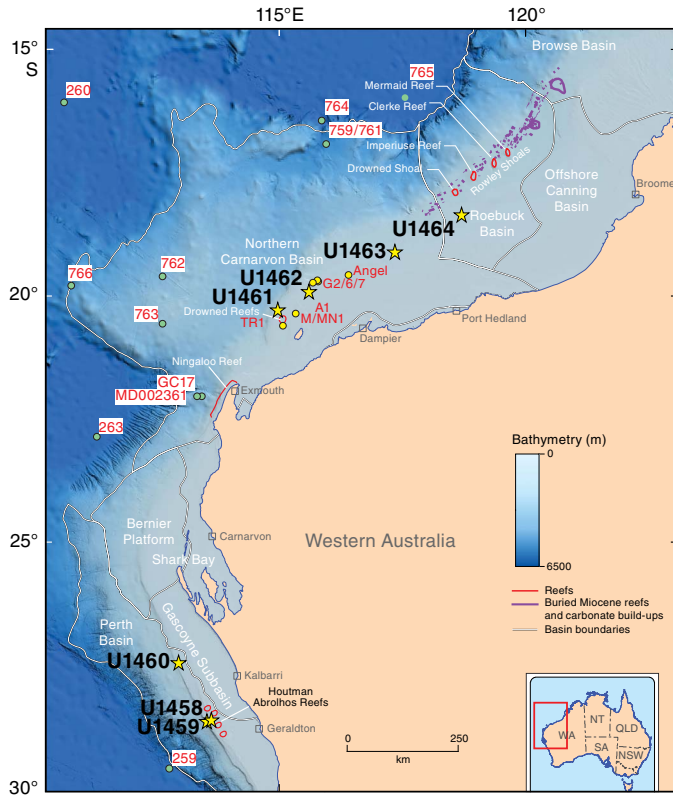 115°E
120°
15°
S
Browse Basin
765
Mermaid Reef
260
Clerke Reef
764
759/761
Imperiuse Reef
Drowned Shoal
Rowley Shoals
Offshore
Canning
Basin
Broome
U1464
Roebuck
Basin
Northern
Carnarvon Basin
U1463
766
762
Angel
U1462
G2/6/7
20°
U1461
A1
Drowned Reefs
M/MN1
763
TR1
Port Hedland
Dampier
Ningaloo Reef
GC17
Exmouth
MD002361
263
Bathymetry (m)
0
6500
25°
Bernier
Platform
Carnarvon
Western Australia
Shark Bay
Reefs
Buried Miocene reefs
and carbonate build-ups
Basin boundaries
Perth
Basin
Gascoyne Subbasin
U1460
Kalbarri
Houtman
Abrolhos Reefs
U1458
U1459
Geraldton
259
0
250
km
NT
WA
QLD
SA
NSW
30°